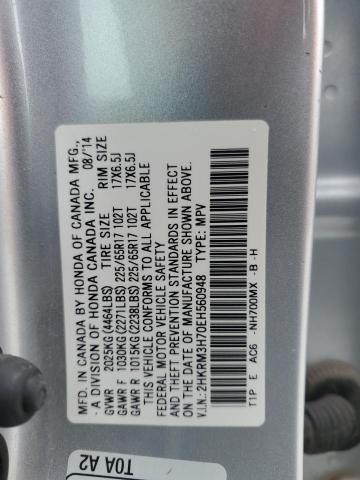 MFD. IN CANADA BY HONDA OF CANADA MFG.,
- A DIVISION OF HONDA CANADA INC. 08/'14
TIRE SIZE RIM SIZE
GVWR 2025KG (4464LBS)
GAWR F 1030KG (2271LBS) 225/65R17 102T 17X6.5J
GAWR R 1015KG (2238LBS) 225/65R17 102T 17X6.5J
THIS VEHICLE CONFORMS TO ALL APPLICABLE
FEDERAL MOTOR VEHICLE SAFETY
AND THEFT PREVENTION STANDARDS IN EFFECT
ON THE DATE OF MANUFACTURE SHOWN ABOVE.
V.I.N.: 2HKRM3H70EH560948 TYPE: MPV
T1P E AC6 -NH700MX -B -H
T0A A2